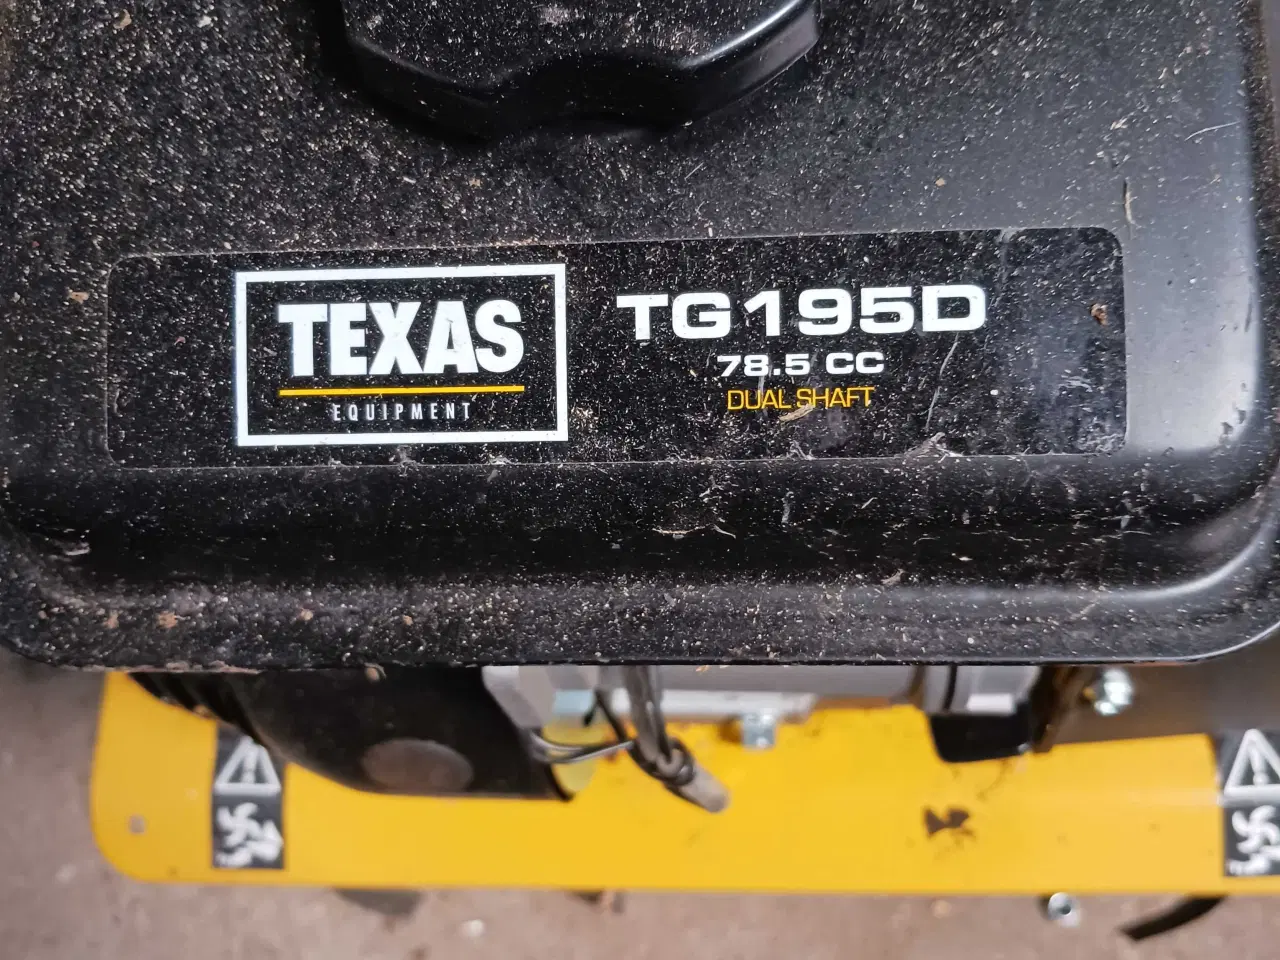 TEXAS
EQUIPMENT
TG195D
78.5 CC
DUAL SHAFT